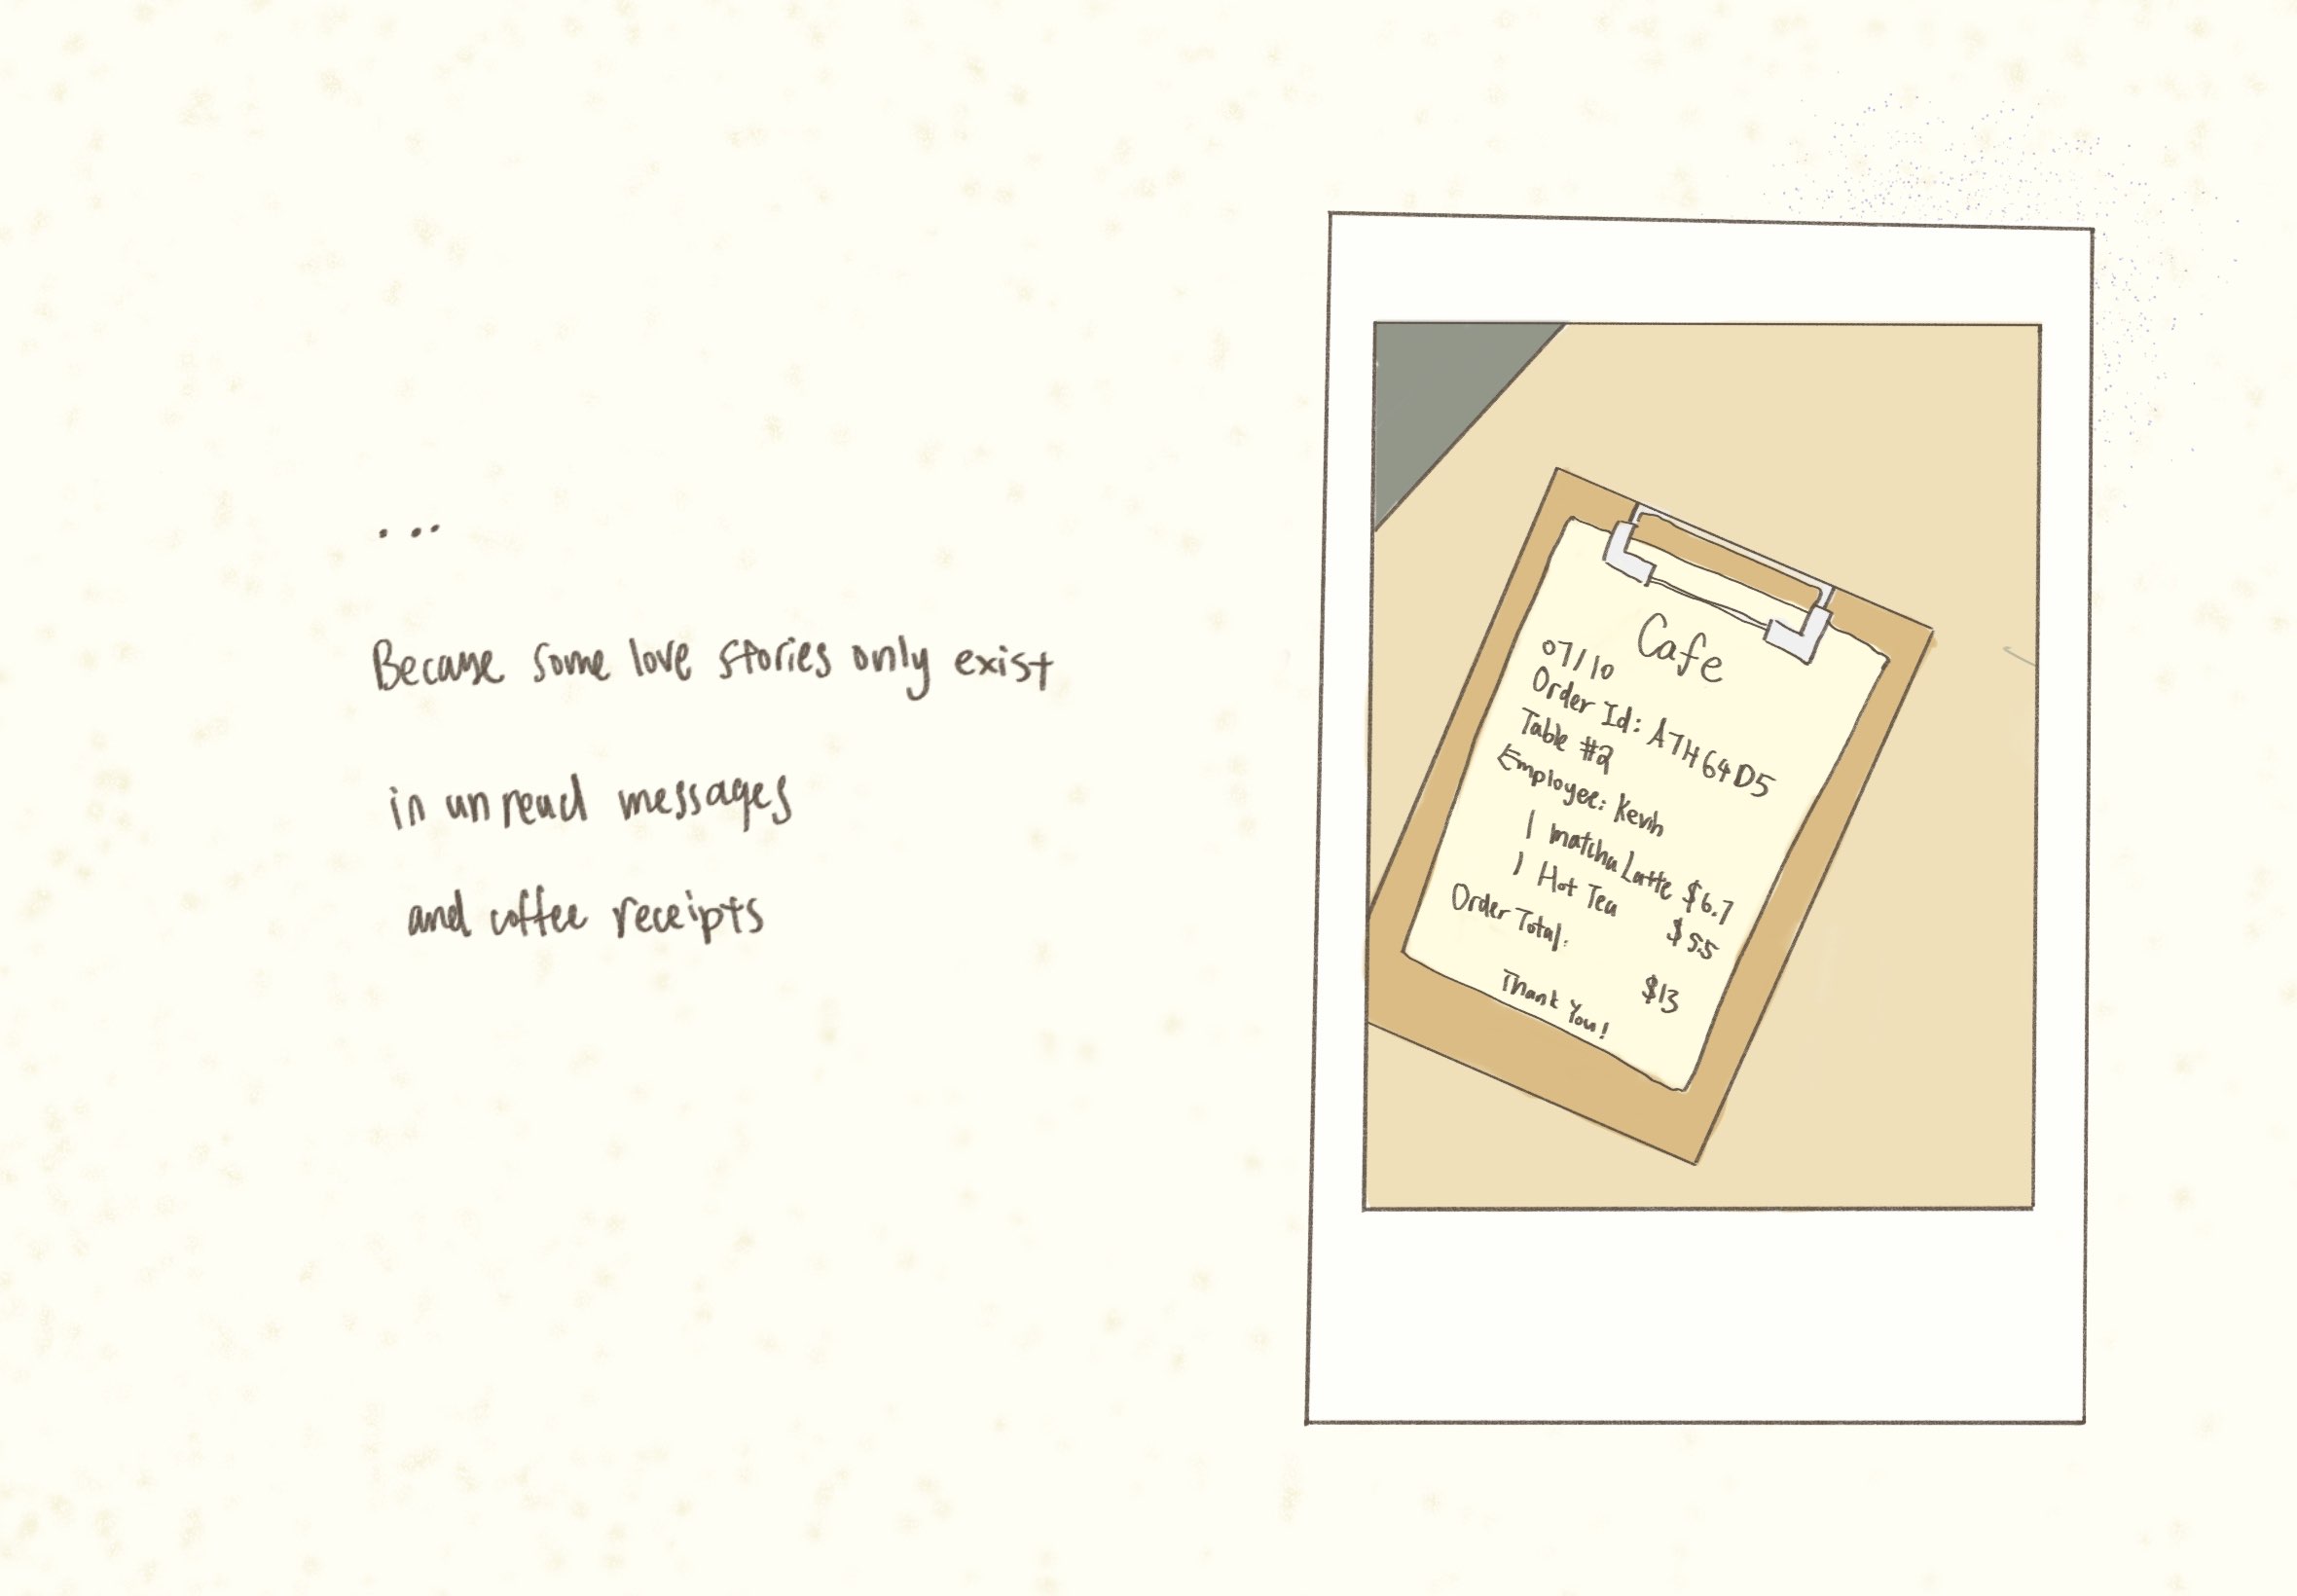 ...
Because some love stories only exist
in unread messages
and coffee receipts
Cafe
07/10
Order Id: A7H64D5
Table #2
Employee: Kevin
1 matcha Latte $6.7
1 Hot Tea $5.5
Order Total: $13
Thank You!